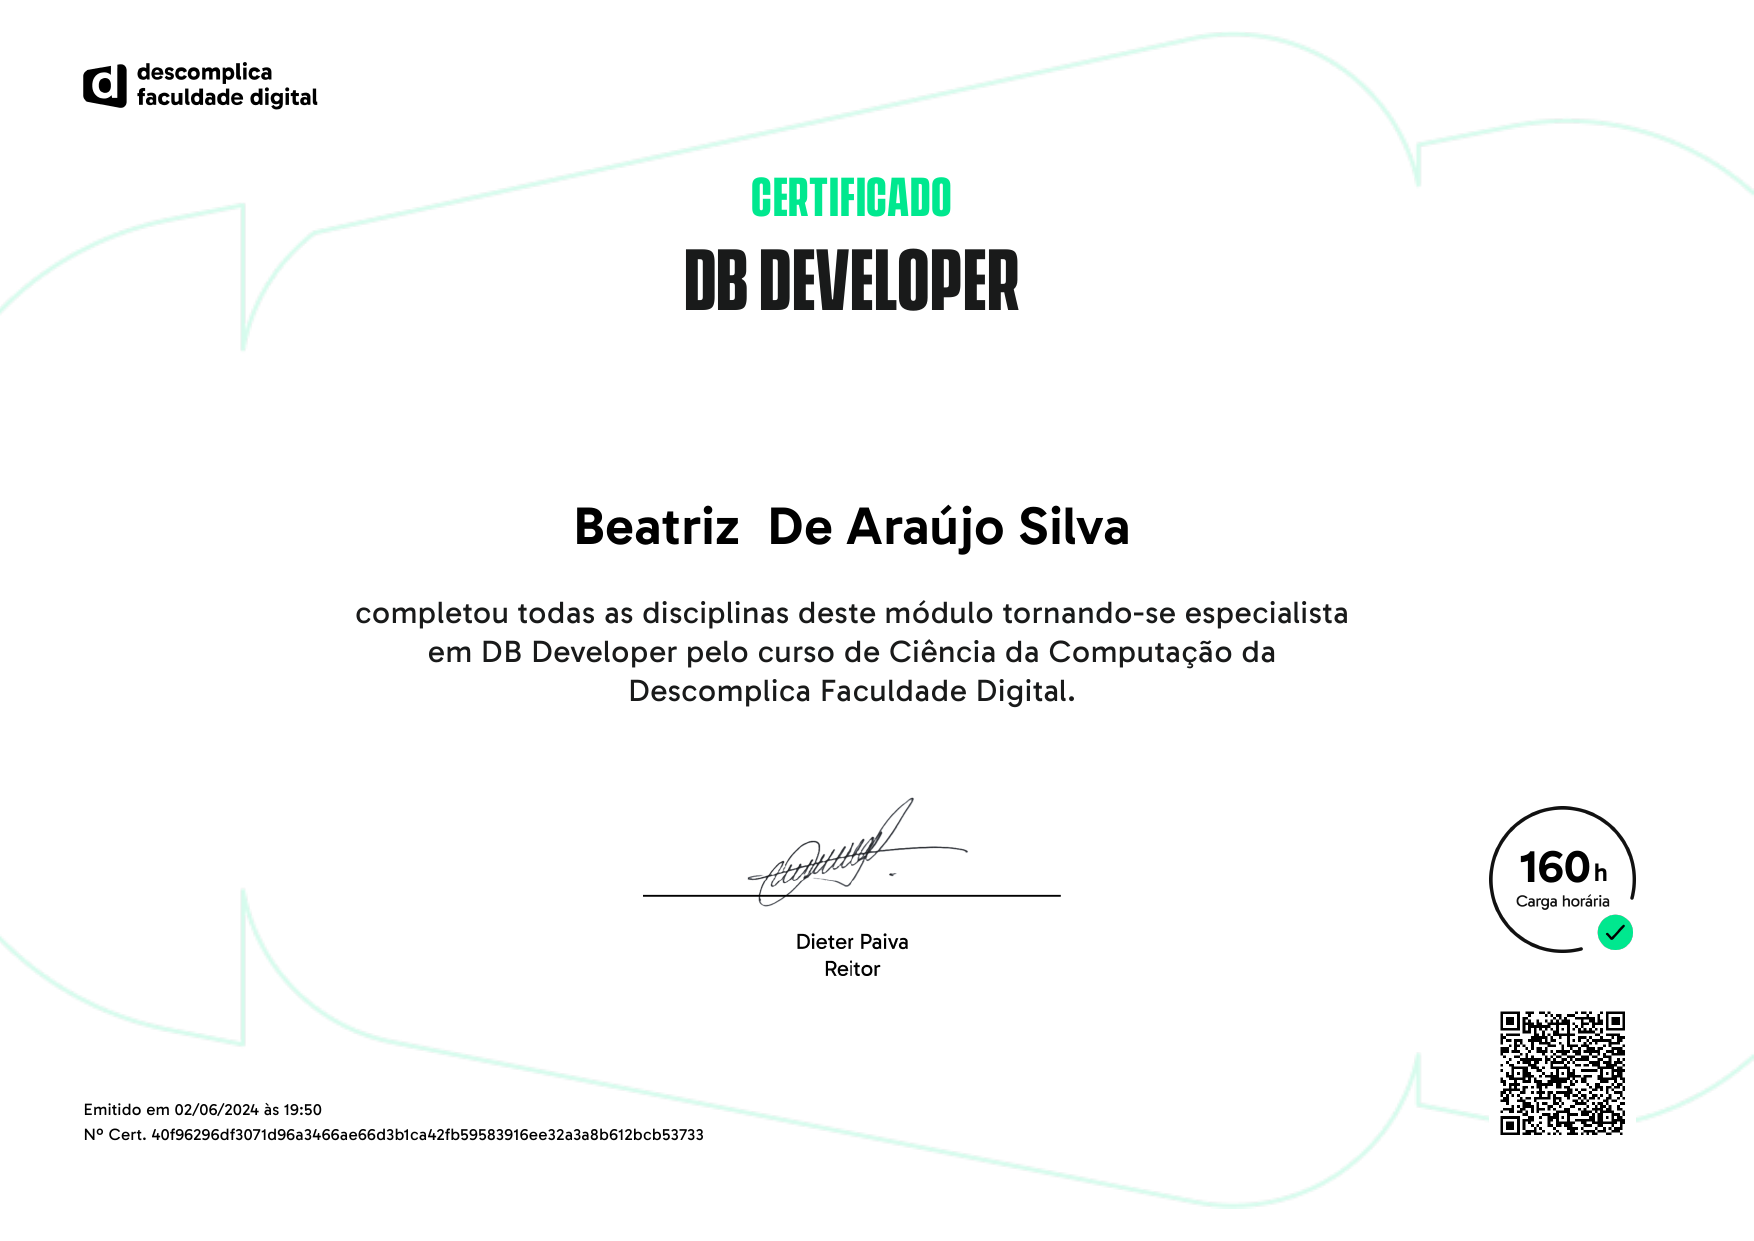 descomplica
faculdade digital
CERTIFICADO
DB DEVELOPER
Beatriz De Araújo Silva
completou todas as disciplinas deste módulo tornando-se especialista
em DB Developer pelo curso de Ciência da Computação da
Descomplica Faculdade Digital.
Dieter Paiva
Reitor
160h
Carga horária
Emitido em 02/06/2024 às 19:50
Nº Cert. 40f96296df3071d96a3466ae66d3b1ca42fb59583916ee32a3a8b612bcb53733